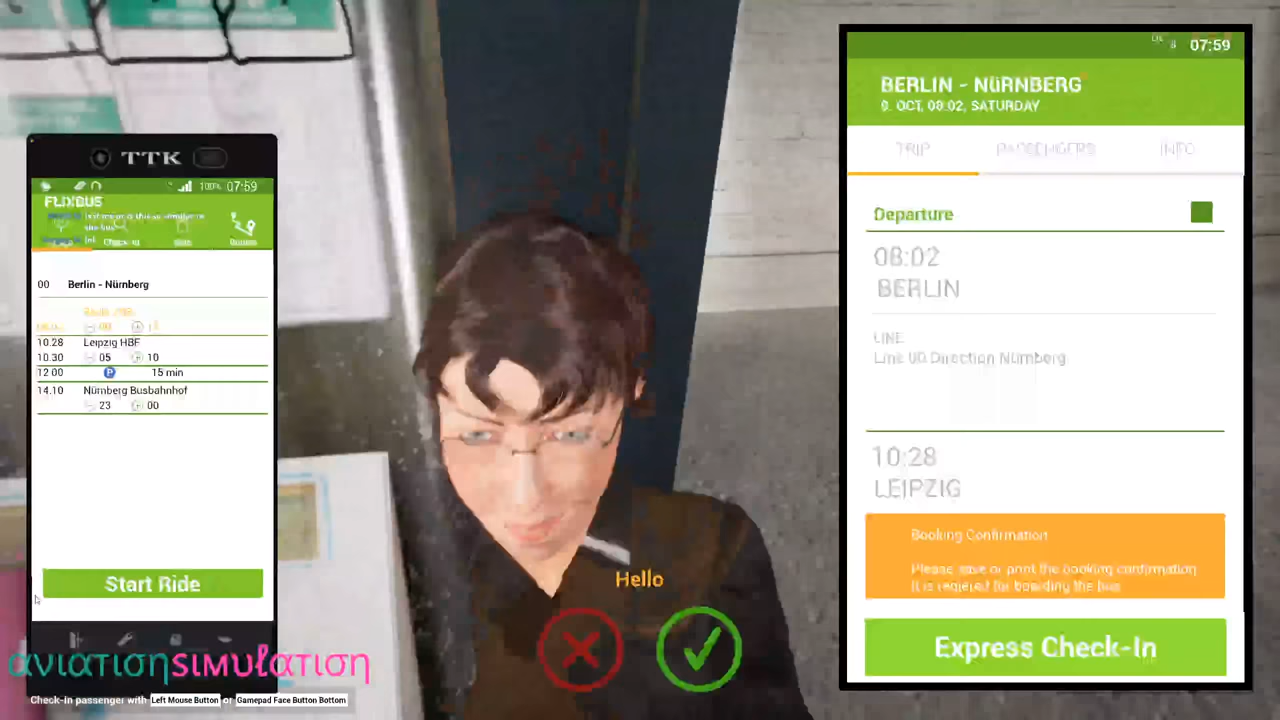 TTK
100% 07:59
FLIXBUS
Check-In
00 Berlin - Nürnberg
10.28 Leipzig HBF
10.30 05 10
12 00 P 15 min
14.10 Nürnberg Busbahnhof
23 00
Start Ride
aviationsimulation
Check-In passenger with Left Mouse Button or Gamepad Face Button Bottom
Hello
07:59
BERLIN - NÜRNBERG
9. OCT, 08:02, SATURDAY
TRIP PASSENGERS INFO
Departure
08:02
BERLIN
LINE
Line 00 Direction Nürnberg
10:28
LEIPZIG
Booking Confirmation
Please save or print the booking confirmation
It is reqiered for boarding the bus
Express Check-In